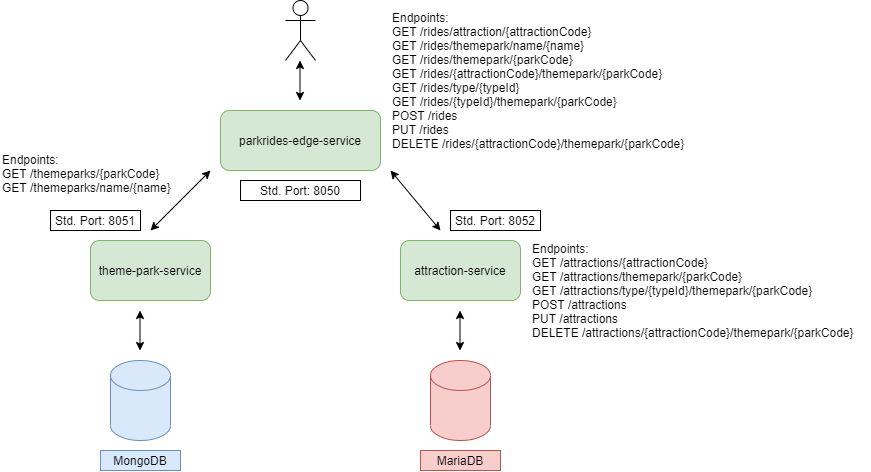 Endpoints:
GET /rides/attraction/{attractionCode}
GET /rides/themepark/name/{name}
GET /rides/themepark/{parkCode}
GET /rides/{attractionCode}/themepark/{parkCode}
GET /rides/type/{typeId}
GET /rides/{typeId}/themepark/{parkCode}
POST /rides
PUT /rides
DELETE /rides/{attractionCode}/themepark/{parkCode}
parkrides-edge-service
Std. Port: 8050
Endpoints:
GET /themeparks/{parkCode}
GET /themeparks/name/{name}
Std. Port: 8051
theme-park-service
MongoDB
Std. Port: 8052
attraction-service
Endpoints:
GET /attractions/{attractionCode}
GET /attractions/themepark/{parkCode}
GET /attractions/type/{typeId}/themepark/{parkCode}
POST /attractions
PUT /attractions
DELETE /attractions/{attractionCode}/themepark/{parkCode}
MariaDB